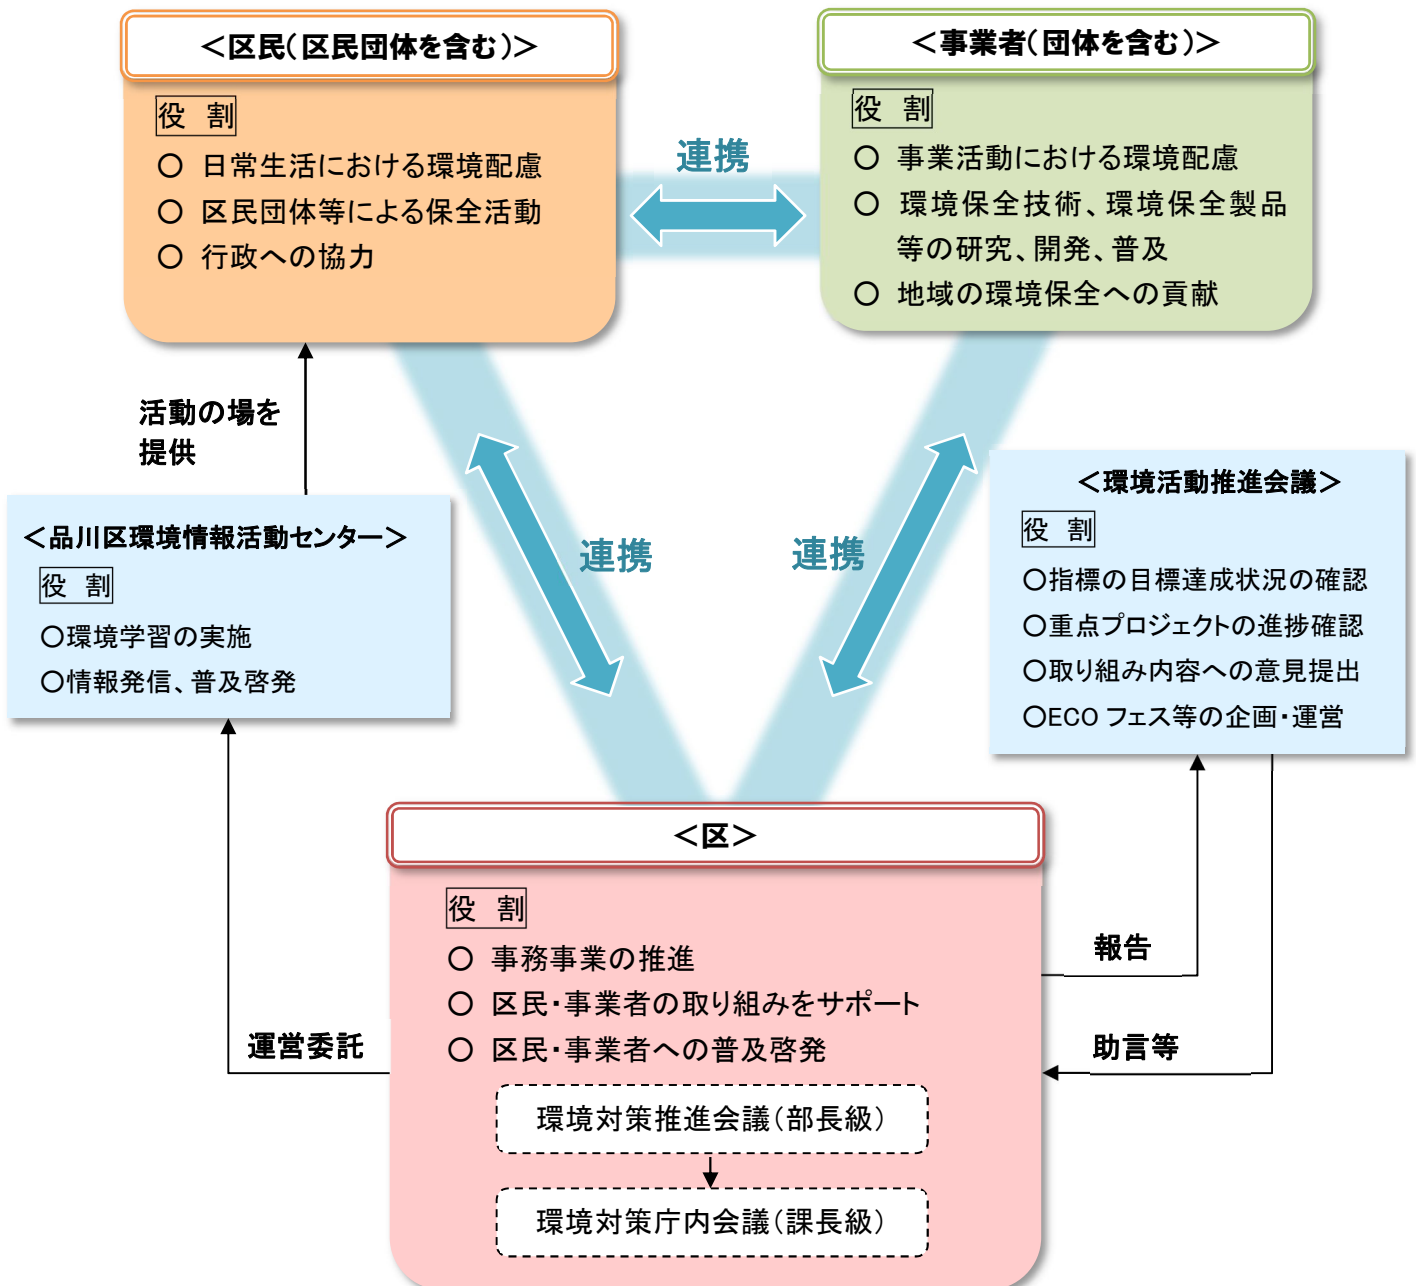 ＜区民（区民団体を含む）＞
役 割
○ 日常生活における環境配慮
○ 区民団体等による保全活動
○ 行政への協力
連携
＜事業者（団体を含む）＞
役 割
○ 事業活動における環境配慮
○ 環境保全技術、環境保全製品
等の研究、開発、普及
○ 地域の環境保全への貢献
活動の場を
提供
連携
連携
＜品川区環境情報活動センター＞
役 割
○環境学習の実施
○情報発信、普及啓発
＜環境活動推進会議＞
役 割
○指標の目標達成状況の確認
○重点プロジェクトの進捗確認
○取り組み内容への意見提出
○ECO フェス等の企画・運営
＜区＞
役 割
○ 事務事業の推進
○ 区民・事業者の取り組みをサポート
○ 区民・事業者への普及啓発
環境対策推進会議（部長級）
環境対策庁内会議（課長級）
運営委託
報告
助言等